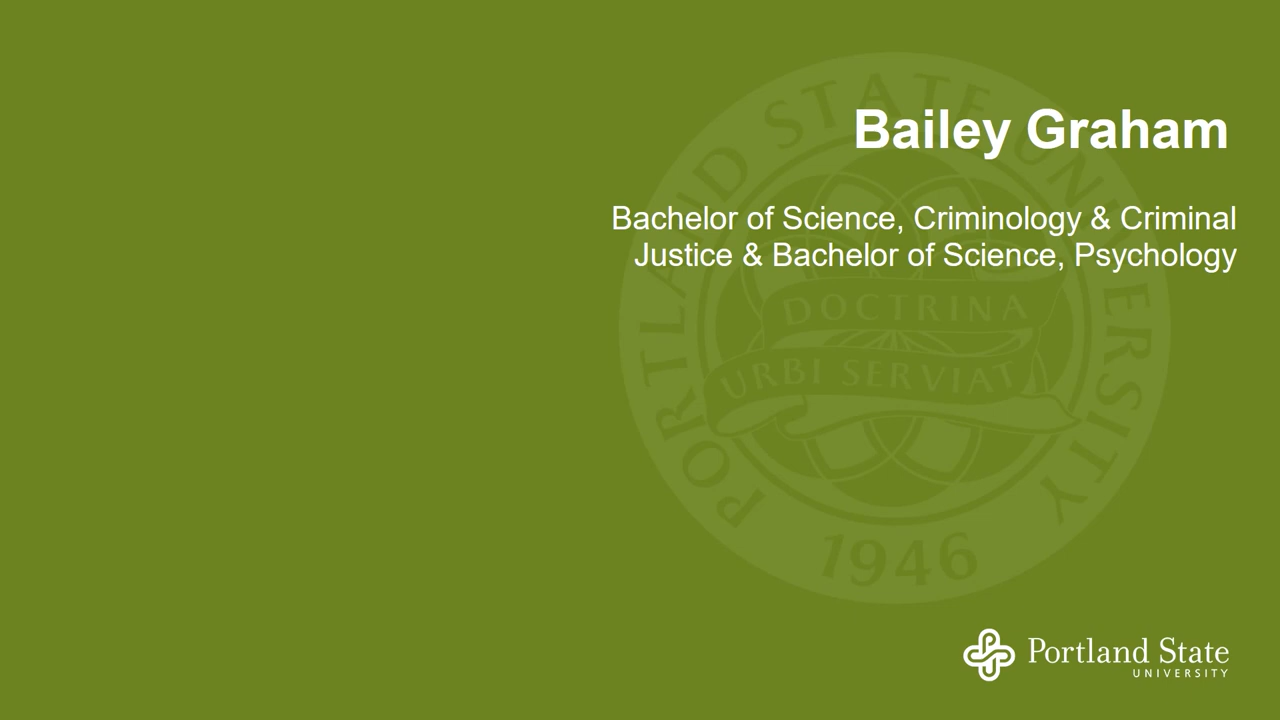 Bailey Graham
Bachelor of Science, Criminology & Criminal
Justice & Bachelor of Science, Psychology
PORTLAND STATE UNIVERSITY
DOCTRINA
URBI SERVIAT
1946
Portland State
UNIVERSITY